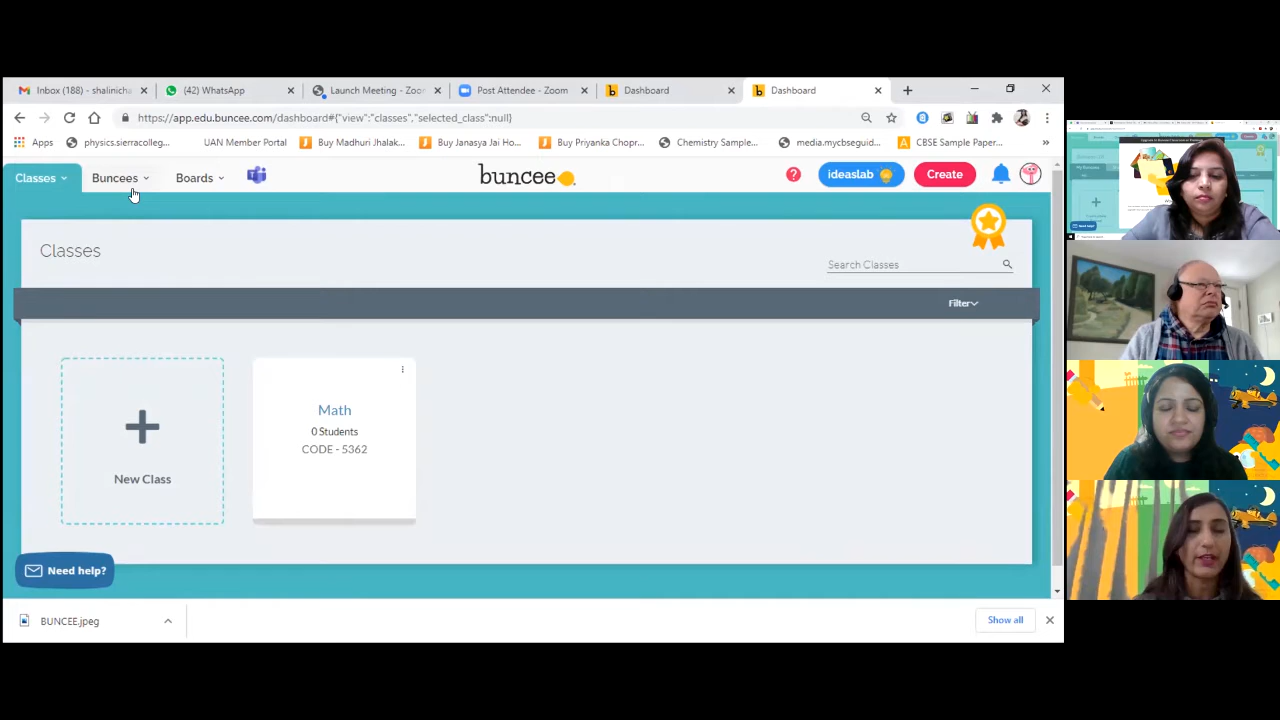 Inbox (188) - shalinicha
(42) WhatsApp
Launch Meeting - Zoo
Post Attendee - Zoom
Dashboard
Dashboard
https://app.edu.buncee.com/dashboard#{"view":"classes","selected_class":null}
Apps
physics.sierracolleg...
UAN Member Portal
Buy Madhuri Jhalak...
Buy Janasya Jaj Ho...
Buy Priyanka Chopr...
Chemistry Sample...
media.mycbseguid...
CBSE Sample Paper...
Classes
Buncees
Boards
buncee
?
ideaslab
Create
Classes
Search Classes
Filter
New Class
Math
0 Students
CODE - 5362
Need help?
BUNCEE.jpeg
Show all